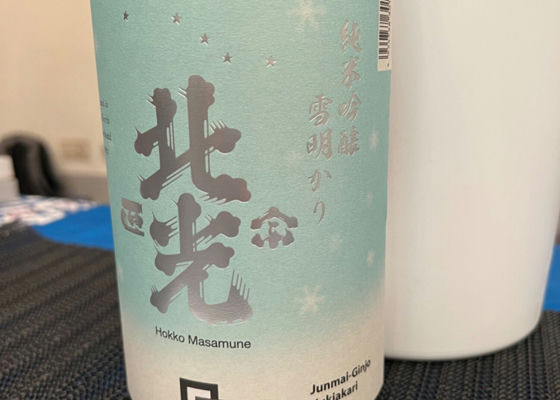 純米吟醸
雪明かり
北光
正宗
Hokko Masamune
Junmai-Ginjo